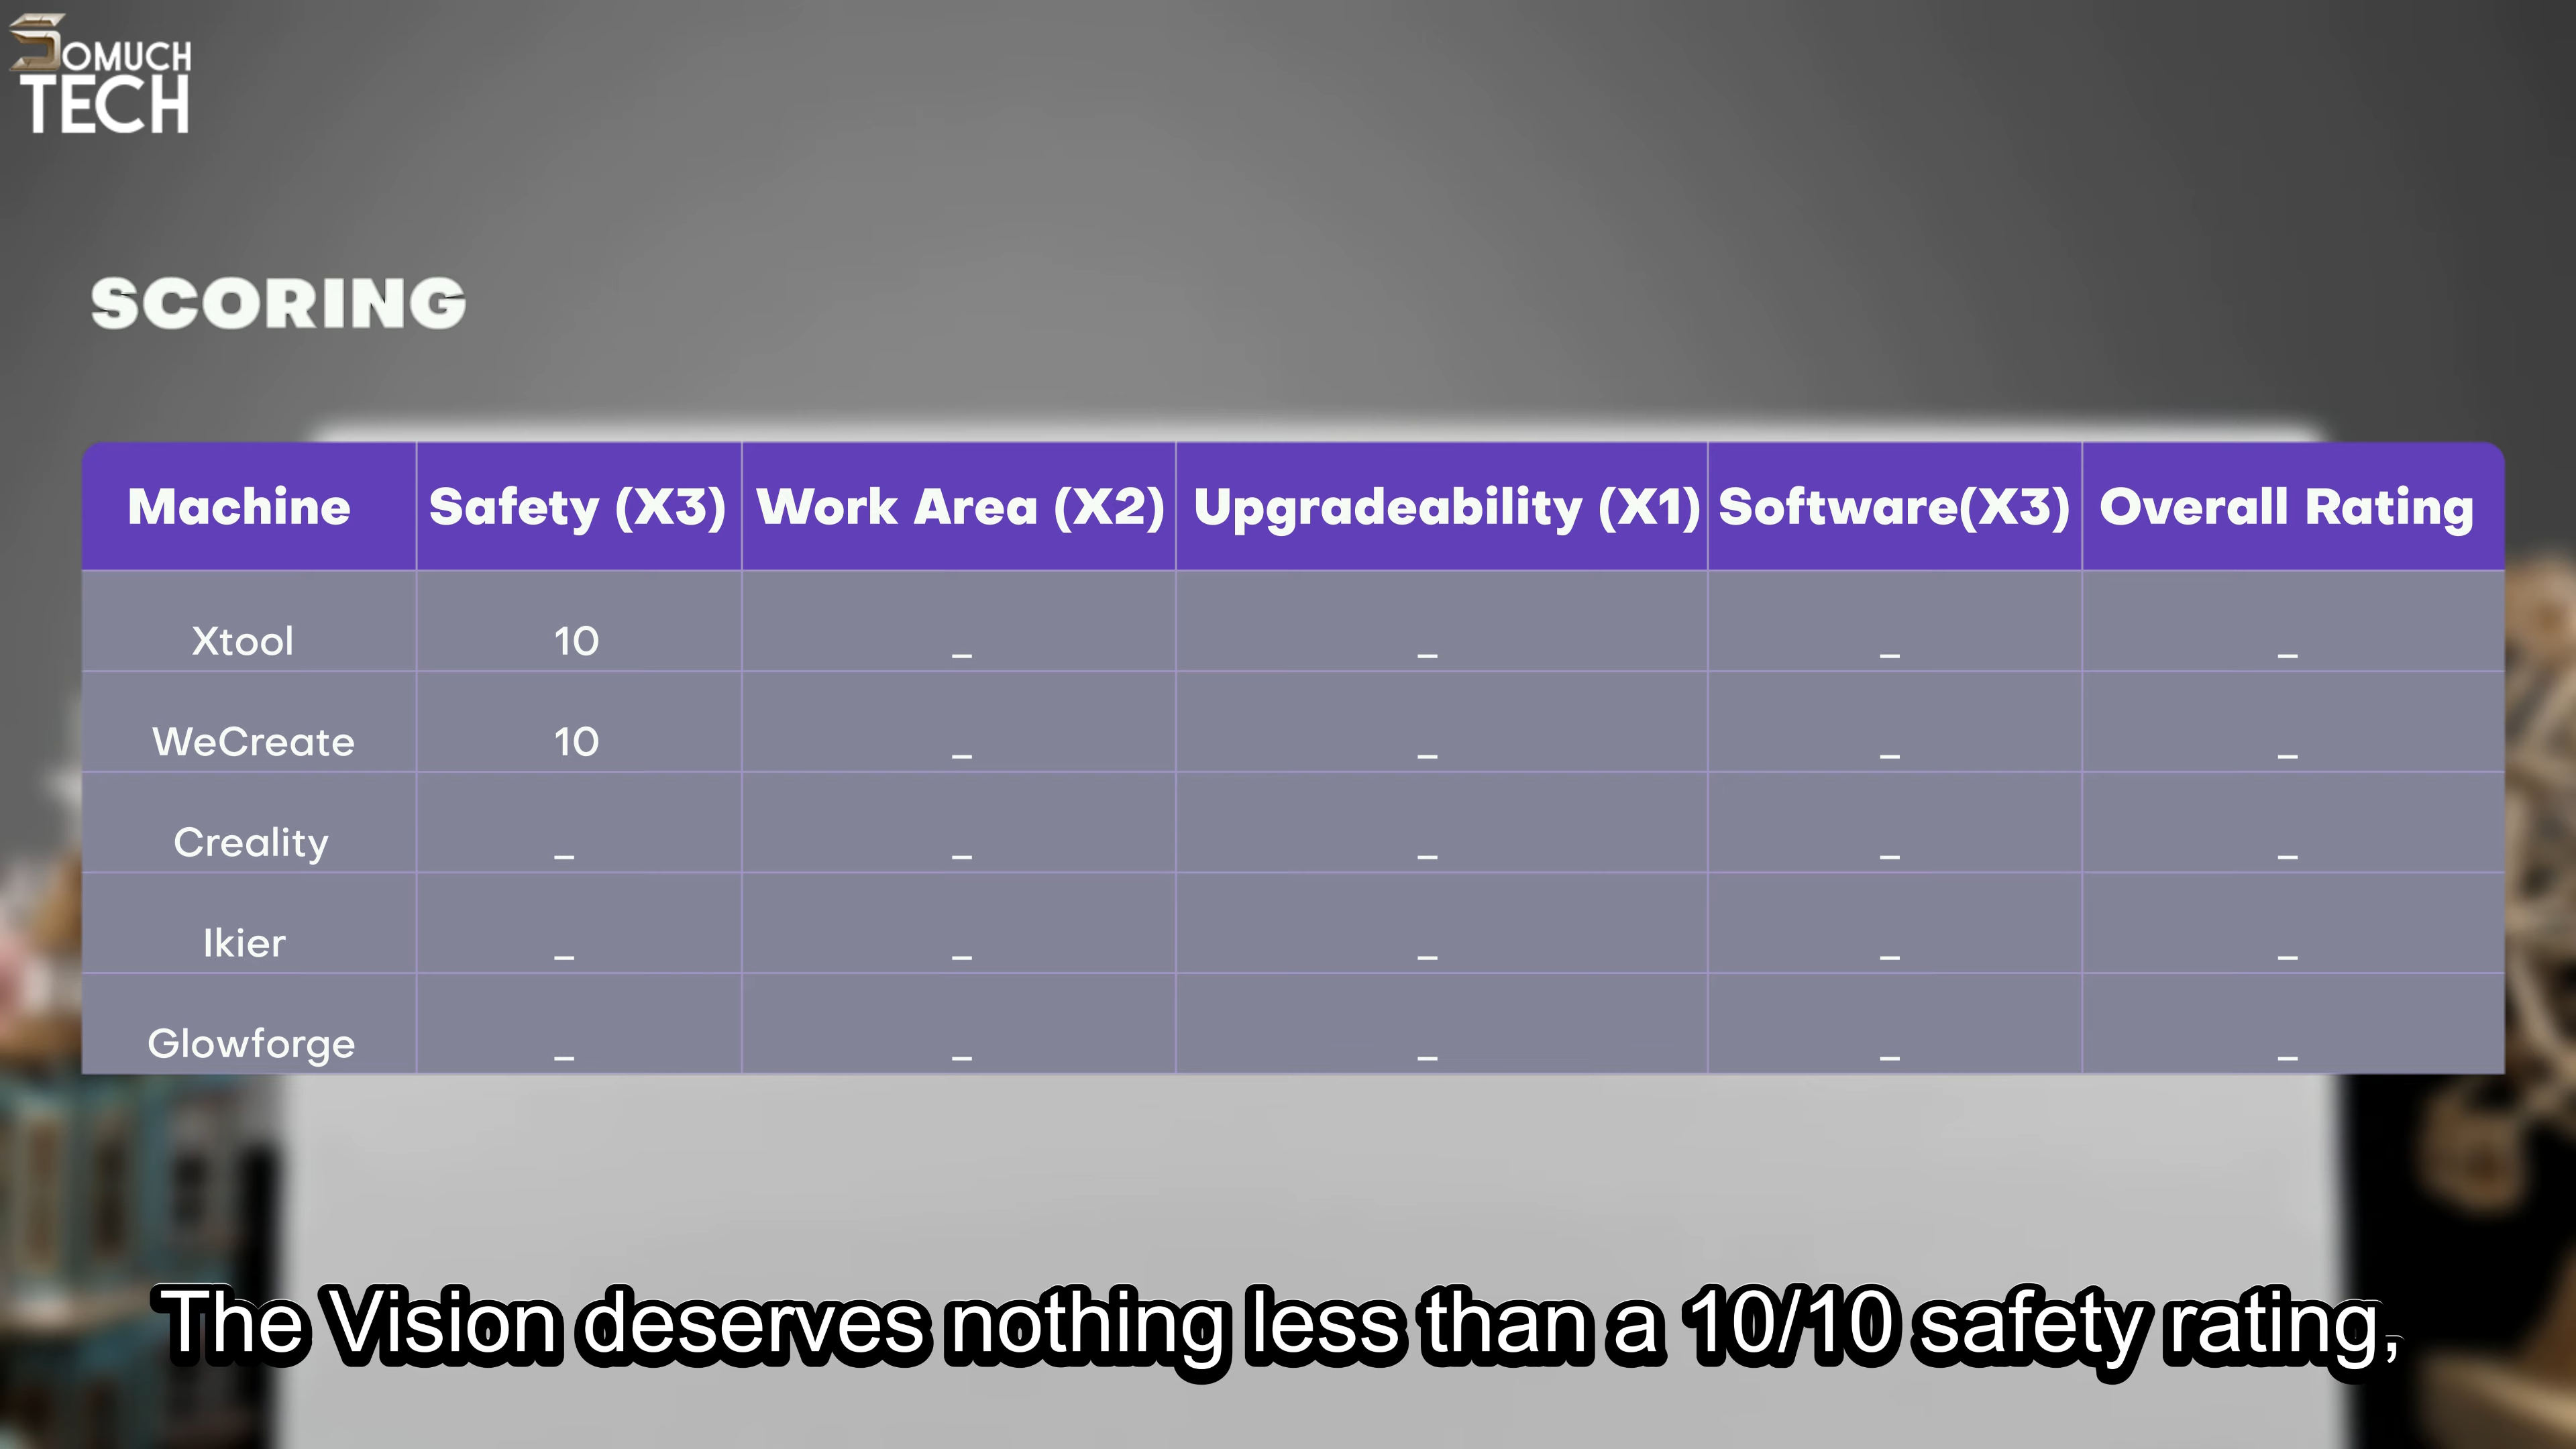 SOMUCH
TECH
SCORING
Machine Safety (X3) Work Area (X2) Upgradeability (X1) Software(X3) Overall Rating
Xtool 10 _ _ _ _
WeCreate 10 _ _ _ _
Creality _ _ _ _ _
Ikier _ _ _ _ _
Glowforge _ _ _ _ _
The Vision deserves nothing less than a 10/10 safety rating,